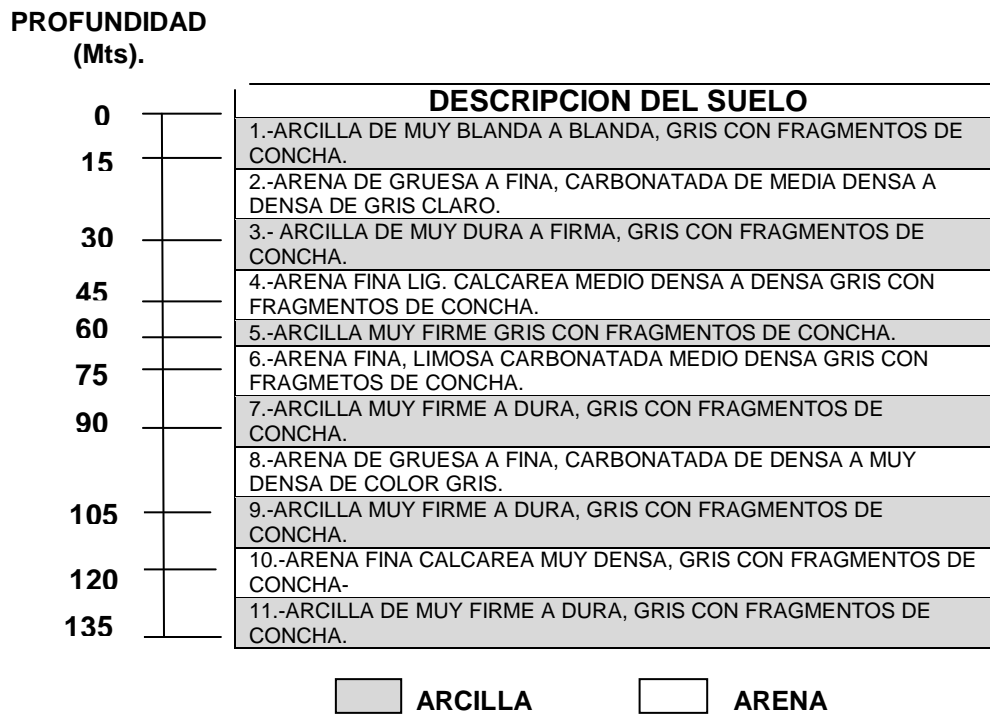 PROFUNDIDAD
(Mts).
DESCRIPCION DEL SUELO
0
1.-ARCILLA DE MUY BLANDA A BLANDA, GRIS CON FRAGMENTOS DE
CONCHA.
15
2.-ARENA DE GRUESA A FINA, CARBONATADA DE MEDIA DENSA A
DENSA DE GRIS CLARO.
30
3.- ARCILLA DE MUY DURA A FIRMA, GRIS CON FRAGMENTOS DE
CONCHA.
45
4.-ARENA FINA LIG. CALCAREA MEDIO DENSA A DENSA GRIS CON
FRAGMENTOS DE CONCHA.
60
5.-ARCILLA MUY FIRME GRIS CON FRAGMENTOS DE CONCHA.
75
6.-ARENA FINA, LIMOSA CARBONATADA MEDIO DENSA GRIS CON
FRAGMETOS DE CONCHA.
90
7.-ARCILLA MUY FIRME A DURA, GRIS CON FRAGMENTOS DE
CONCHA.
8.-ARENA DE GRUESA A FINA, CARBONATADA DE DENSA A MUY
DENSA DE COLOR GRIS.
105
9.-ARCILLA MUY FIRME A DURA, GRIS CON FRAGMENTOS DE
CONCHA.
120
10.-ARENA FINA CALCAREA MUY DENSA, GRIS CON FRAGMENTOS DE
CONCHA-
135
11.-ARCILLA DE MUY FIRME A DURA, GRIS CON FRAGMENTOS DE
CONCHA.
ARCILLA
ARENA